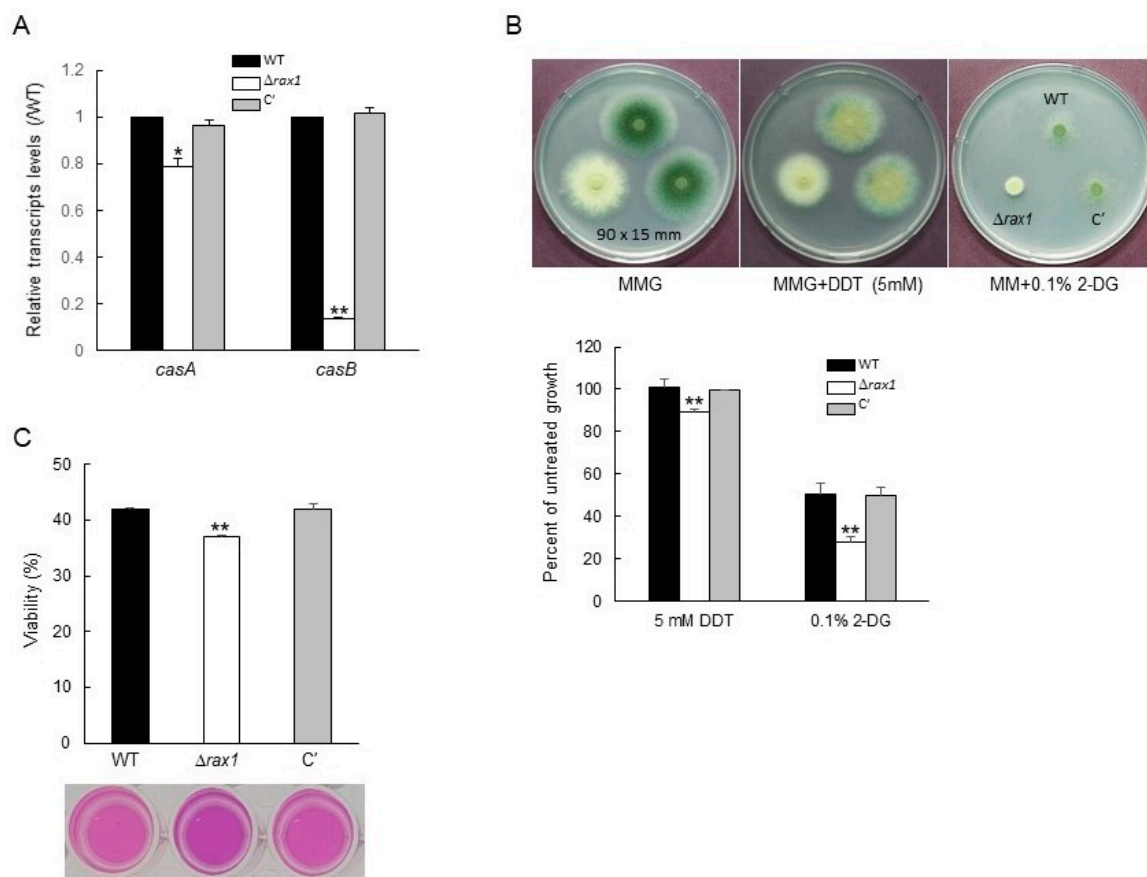 A
WT
Δrax1
C′
Relative transcripts levels (/WT)
1.2
1
0.8
0.6
0.4
0.2
0
*
**
casA
casB
B
WT
Δrax1
C′
90 x 15 mm
MMG
MMG+DDT (5mM)
MM+0.1% 2-DG
Percent of untreated growth
120
100
80
60
40
20
0
WT
Δrax1
C′
**
**
5 mM DDT
0.1% 2-DG
C
Viability (%)
50
40
30
20
10
0
**
WT
Δrax1
C′